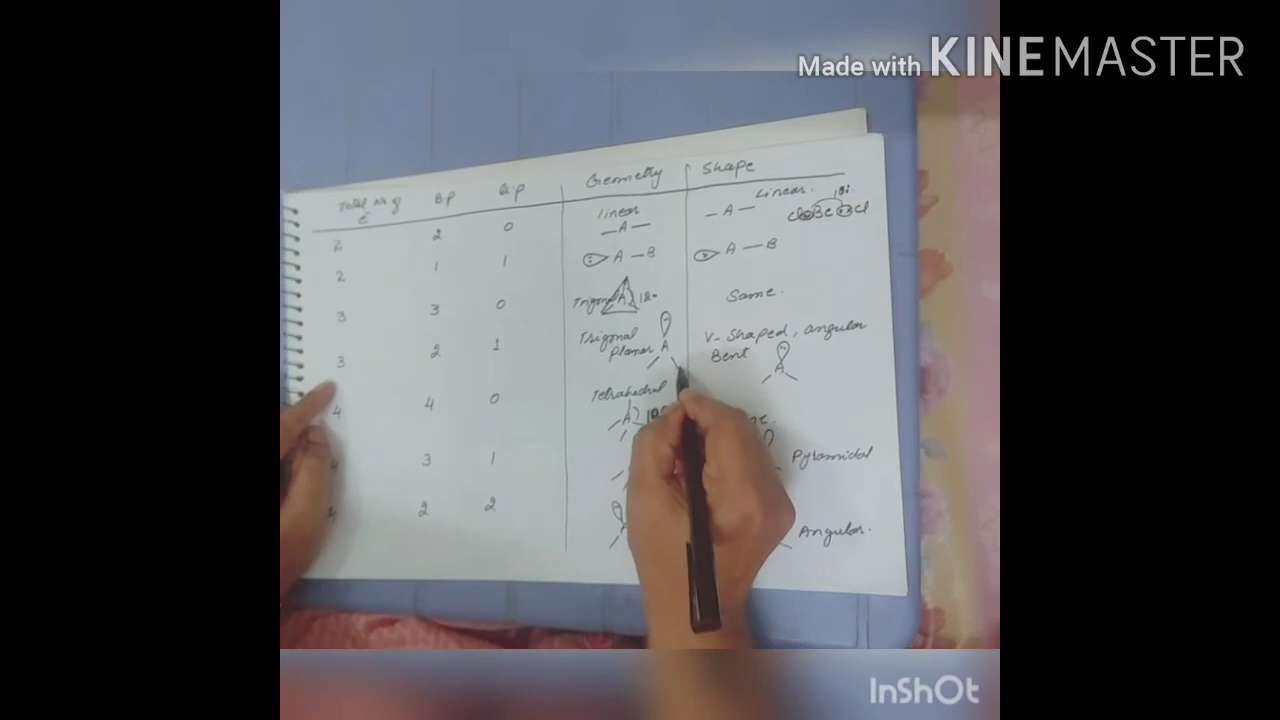 Made with KINEMASTER
Total No of e⁻ B.p l.p Geometry Shape
2 2 0 linear –A– –A– Linear. Cl Be Cl
2 1 1 A–B A–B
3 3 0 Trigonal A 120 Same.
3 2 1 Trigonal Planar A V-Shaped, angular Bent A
4 4 0 Tetrahedral A
4 3 1 Pyramidal
4 2 2 Angular.
InShOt